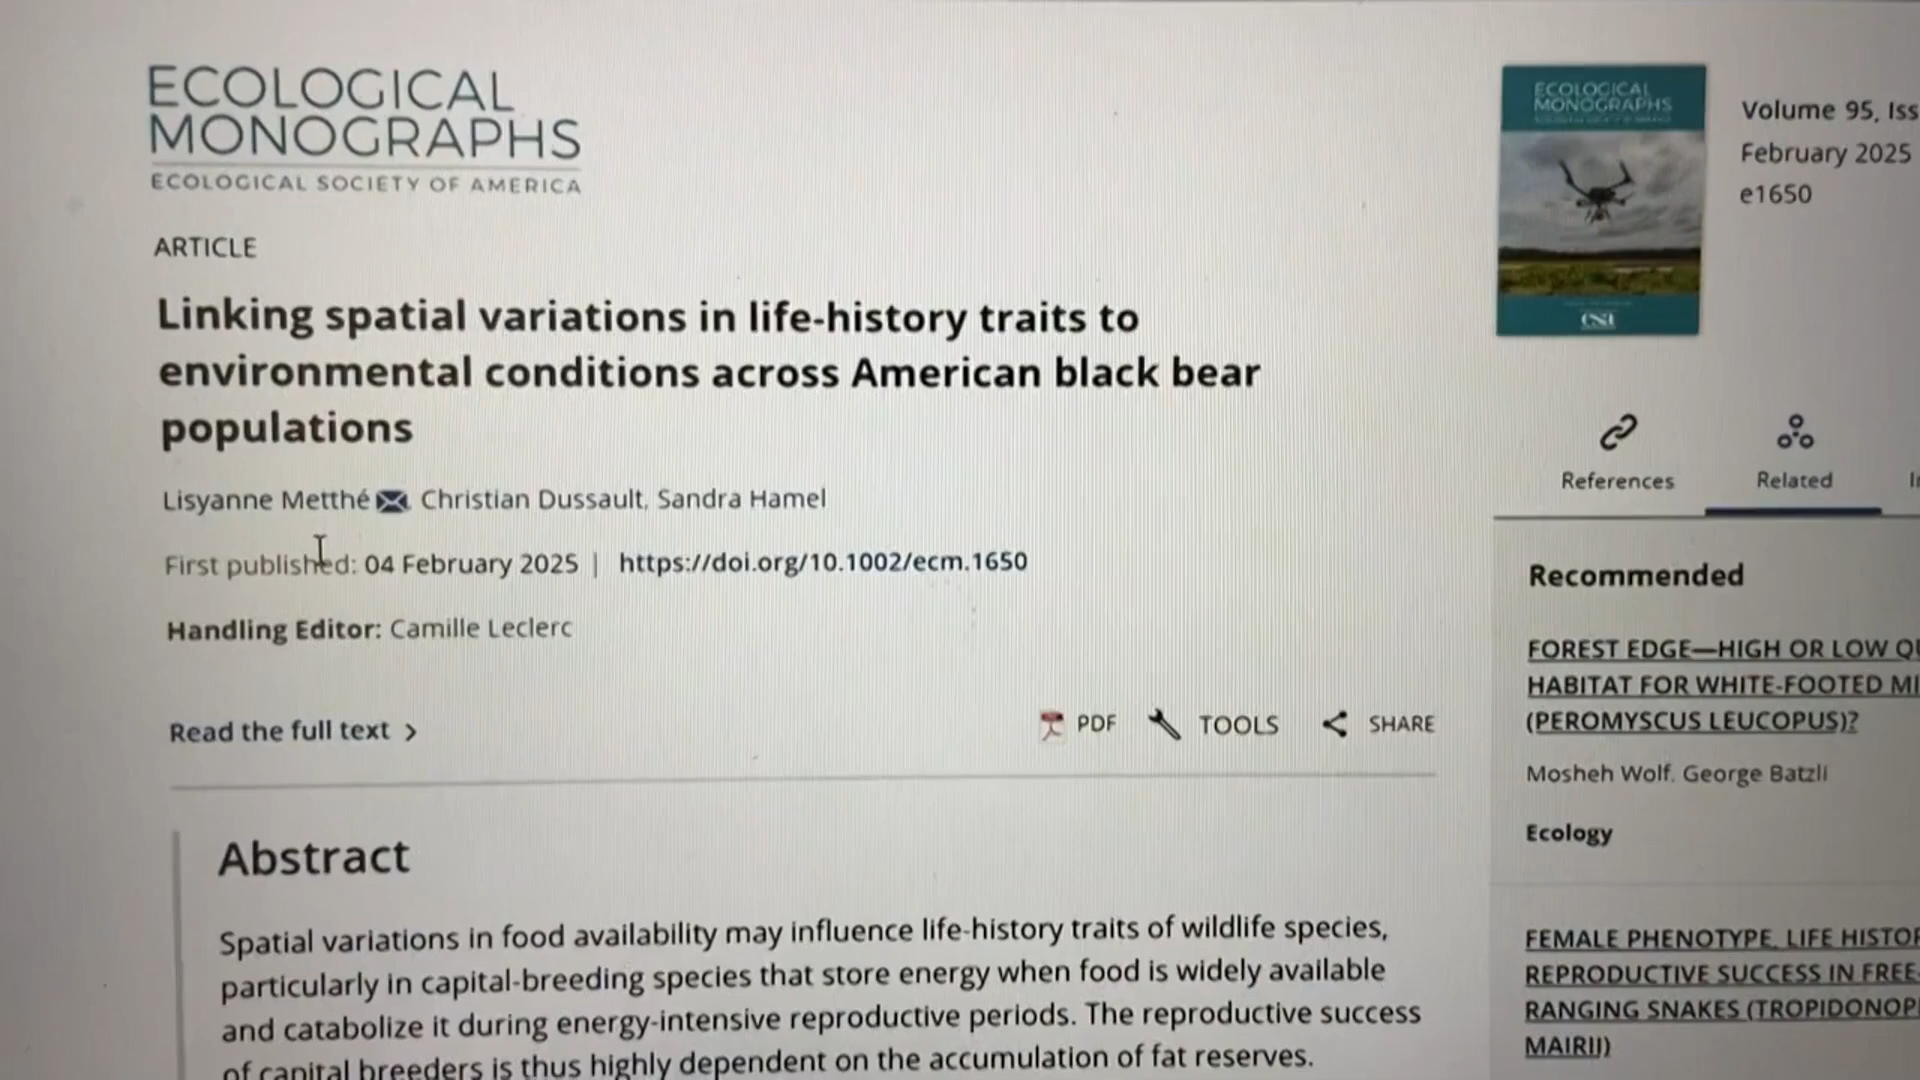 ECOLOGICAL
MONOGRAPHS
ECOLOGICAL SOCIETY OF AMERICA
ARTICLE
Linking spatial variations in life-history traits to
environmental conditions across American black bear
populations
Lisyanne Metthé, Christian Dussault, Sandra Hamel
First published: 04 February 2025 | https://doi.org/10.1002/ecm.1650
Handling Editor: Camille Leclerc
Read the full text >
PDF TOOLS SHARE
Abstract
Spatial variations in food availability may influence life-history traits of wildlife species,
particularly in capital-breeding species that store energy when food is widely available
and catabolize it during energy-intensive reproductive periods. The reproductive success
of capital breeders is thus highly dependent on the accumulation of fat reserves.
ECOLOGICAL
MONOGRAPHS
Volume 95, Iss
February 2025
e1650
References
Related
Recommended
FOREST EDGE—HIGH OR LOW QU
HABITAT FOR WHITE-FOOTED MI
(PEROMYSCUS LEUCOPUS)?
Mosheh Wolf, George Batzli
Ecology
FEMALE PHENOTYPE, LIFE HISTOR
REPRODUCTIVE SUCCESS IN FREE-
RANGING SNAKES (TROPIDONOPH
MAIRII)